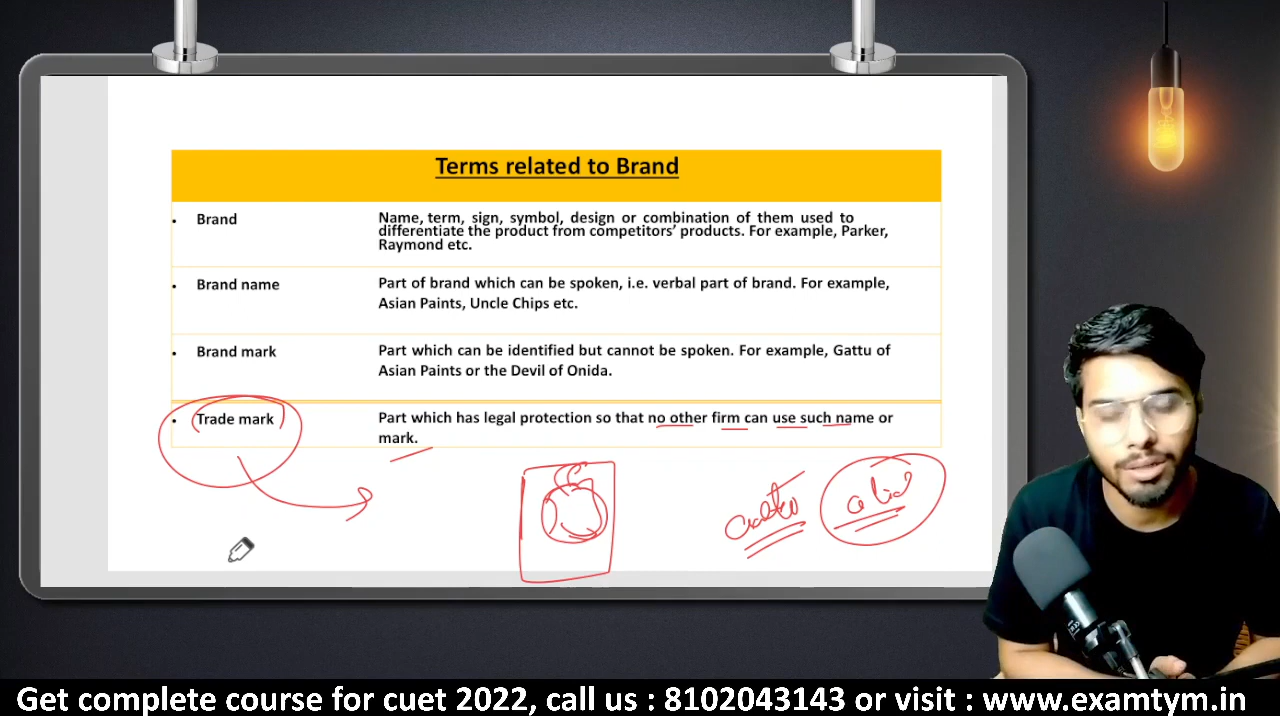 Terms related to Brand
• Brand
Name, term, sign, symbol, design or combination of them used to
differentiate the product from competitors' products. For example, Parker,
Raymond etc.
• Brand name
Part of brand which can be spoken, i.e. verbal part of brand. For example,
Asian Paints, Uncle Chips etc.
• Brand mark
Part which can be identified but cannot be spoken. For example, Gattu of
Asian Paints or the Devil of Onida.
• Trade mark
Part which has legal protection so that no other firm can use such name or
mark.
Get complete course for cuet 2022, call us : 8102043143 or visit : www.examtym.in